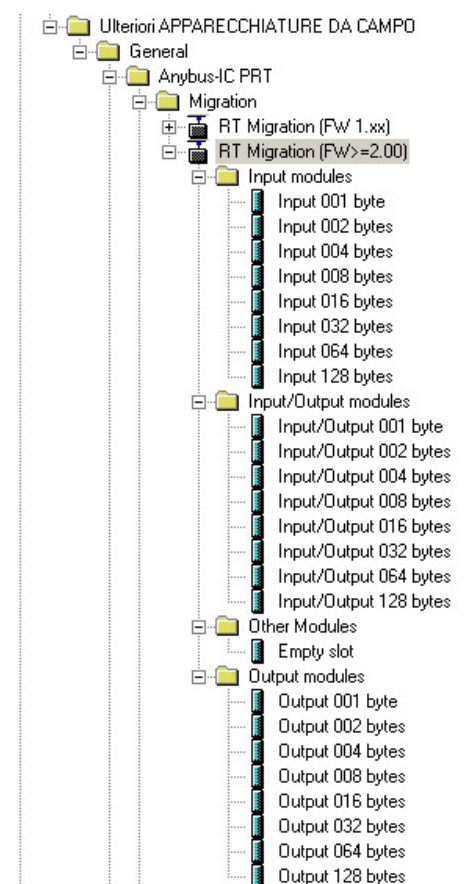 Ulteriori APPARECCHIATURE DA CAMPO
General
Anybus-IC PRT
Migration
RT Migration (FW 1.xx)
RT Migration (FW>=2.00)
Input modules
Input 001 byte
Input 002 bytes
Input 004 bytes
Input 008 bytes
Input 016 bytes
Input 032 bytes
Input 064 bytes
Input 128 bytes
Input/Output modules
Input/Output 001 byte
Input/Output 002 bytes
Input/Output 004 bytes
Input/Output 008 bytes
Input/Output 016 bytes
Input/Output 032 bytes
Input/Output 064 bytes
Input/Output 128 bytes
Other Modules
Empty slot
Output modules
Output 001 byte
Output 002 bytes
Output 004 bytes
Output 008 bytes
Output 016 bytes
Output 032 bytes
Output 064 bytes
Output 128 bytes